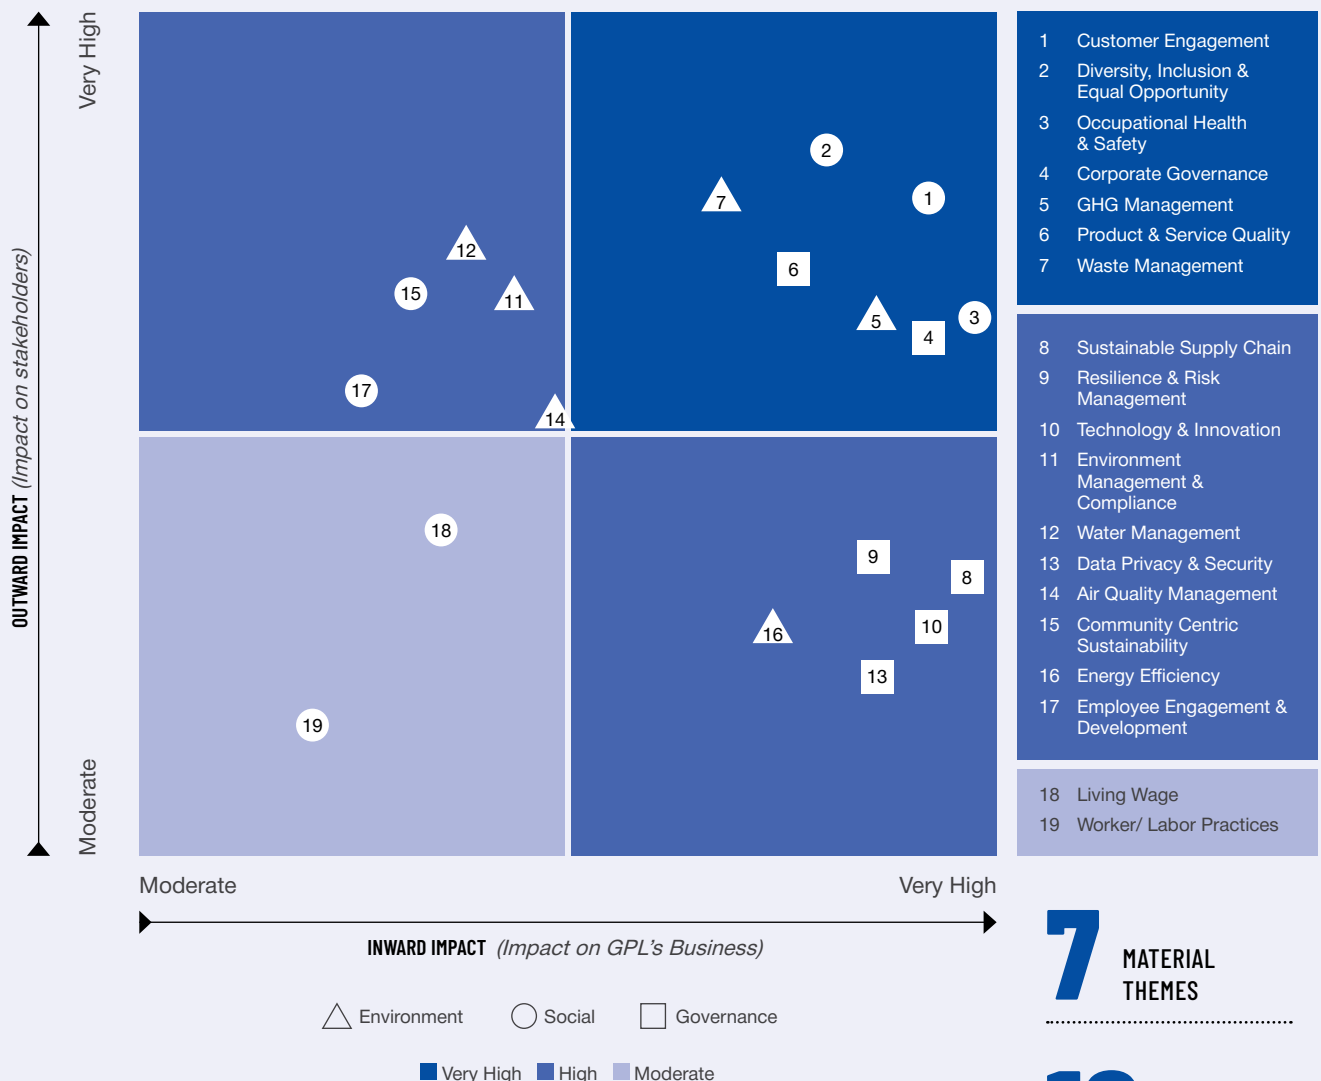 Very High
OUTWARD IMPACT (Impact on stakeholders)
Moderate
2
1
7
12
6
15
11
5
3
4
17
14
18
9
8
16
10
13
19
Moderate
Very High
INWARD IMPACT (Impact on GPL's Business)
Environment
Social
Governance
Very High
High
Moderate
1 Customer Engagement
2 Diversity, Inclusion &
Equal Opportunity
3 Occupational Health
& Safety
4 Corporate Governance
5 GHG Management
6 Product & Service Quality
7 Waste Management
8 Sustainable Supply Chain
9 Resilience & Risk
Management
10 Technology & Innovation
11 Environment
Management &
Compliance
12 Water Management
13 Data Privacy & Security
14 Air Quality Management
15 Community Centric
Sustainability
16 Energy Efficiency
17 Employee Engagement &
Development
18 Living Wage
19 Worker/ Labor Practices
7 MATERIAL
THEMES